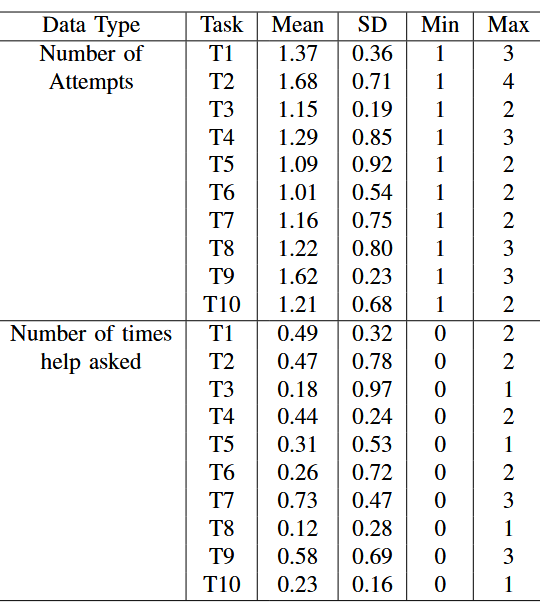 Data Type Task Mean SD Min Max
Number of T1 1.37 0.36 1 3
Attempts T2 1.68 0.71 1 4
T3 1.15 0.19 1 2
T4 1.29 0.85 1 3
T5 1.09 0.92 1 2
T6 1.01 0.54 1 2
T7 1.16 0.75 1 2
T8 1.22 0.80 1 3
T9 1.62 0.23 1 3
T10 1.21 0.68 1 2
Number of times T1 0.49 0.32 0 2
help asked T2 0.47 0.78 0 2
T3 0.18 0.97 0 1
T4 0.44 0.24 0 2
T5 0.31 0.53 0 1
T6 0.26 0.72 0 2
T7 0.73 0.47 0 3
T8 0.12 0.28 0 1
T9 0.58 0.69 0 3
T10 0.23 0.16 0 1